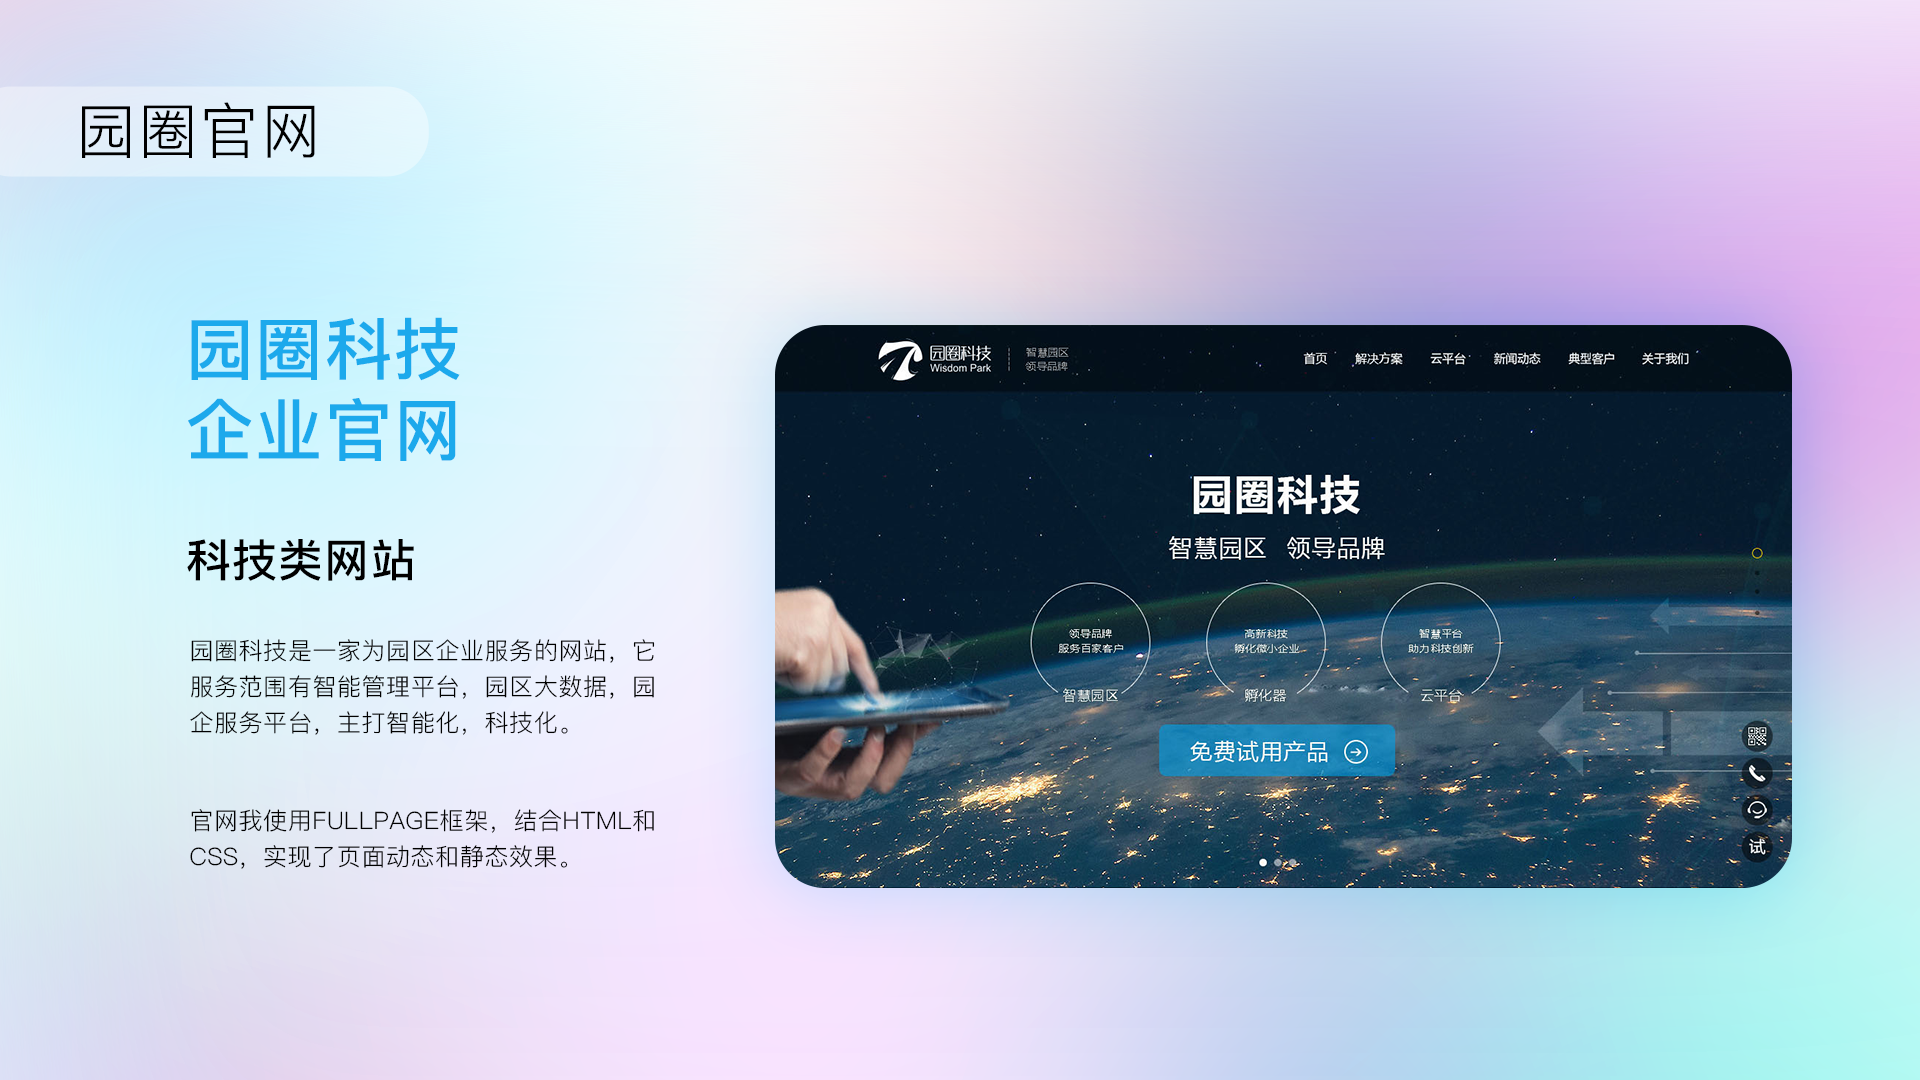 园圈官网
园圈科技
企业官网
科技类网站
园圈科技是一家为园区企业服务的网站，它
服务范围有智能管理平台，园区大数据，园
企服务平台，主打智能化，科技化。
官网我使用FULLPAGE框架，结合HTML和
CSS，实现了页面动态和静态效果。
园圈科技
Wisdom Park
智慧园区
领导品牌
首页 解决方案 云平台 新闻动态 典型客户 关于我们
园圈科技
智慧园区 领导品牌
领导品牌
服务百家客户
智慧园区
高新科技
孵化微小企业
孵化器
智慧平台
助力科技创新
云平台
免费试用产品
试